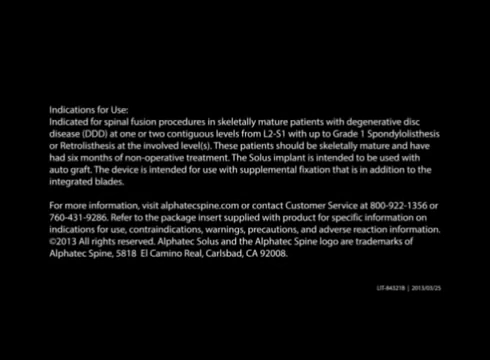 Indications for Use:
Indicated for spinal fusion procedures in skeletally mature patients with degenerative disc
disease (DDD) at one or two contiguous levels from L2-S1 with up to Grade 1 Spondylolisthesis
or Retrolisthesis at the involved level(s). These patients should be skeletally mature and have
had six months of non-operative treatment. The Solus implant is intended to be used with
auto graft. The device is intended for use with supplemental fixation that is in addition to the
integrated blades.
For more information, visit alphatecspine.com or contact Customer Service at 800-922-1356 or
760-431-9286. Refer to the package insert supplied with product for specific information on
indications for use, contraindications, warnings, precautions, and adverse reaction information.
©2013 All rights reserved. Alphatec Solus and the Alphatec Spine logo are trademarks of
Alphatec Spine, 5818 El Camino Real, Carlsbad, CA 92008.
LIT-84321B | 2013/03/25